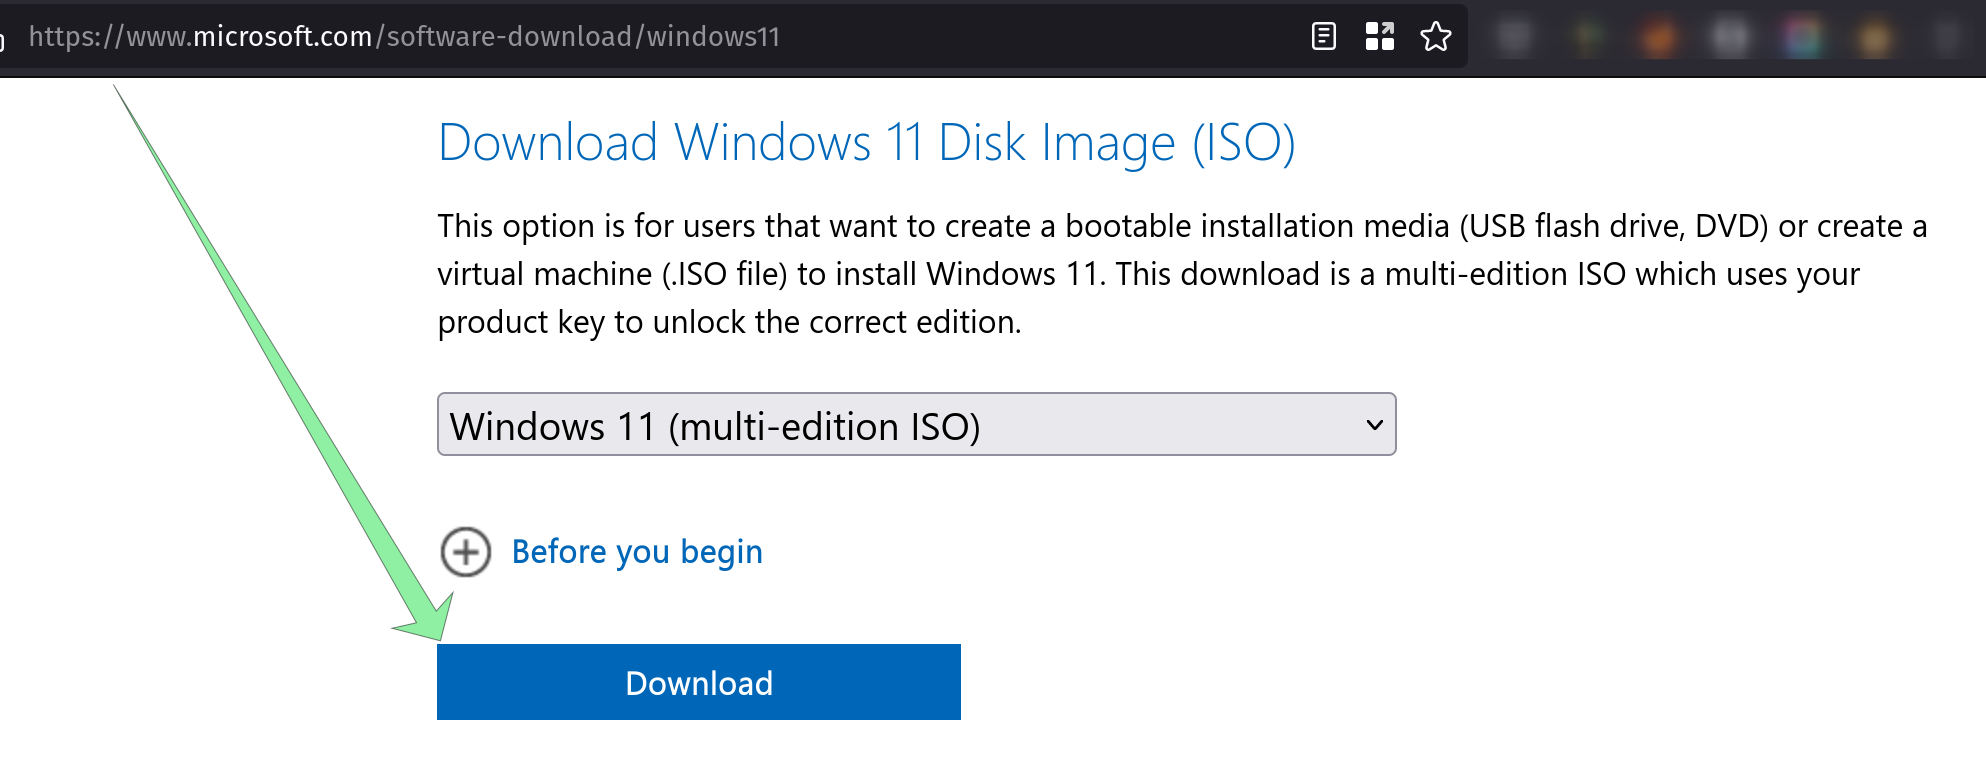 https://www.microsoft.com/software-download/windows11
Download Windows 11 Disk Image (ISO)
This option is for users that want to create a bootable installation media (USB flash drive, DVD) or create a
virtual machine (.ISO file) to install Windows 11. This download is a multi-edition ISO which uses your
product key to unlock the correct edition.
Windows 11 (multi-edition ISO)
Before you begin
Download